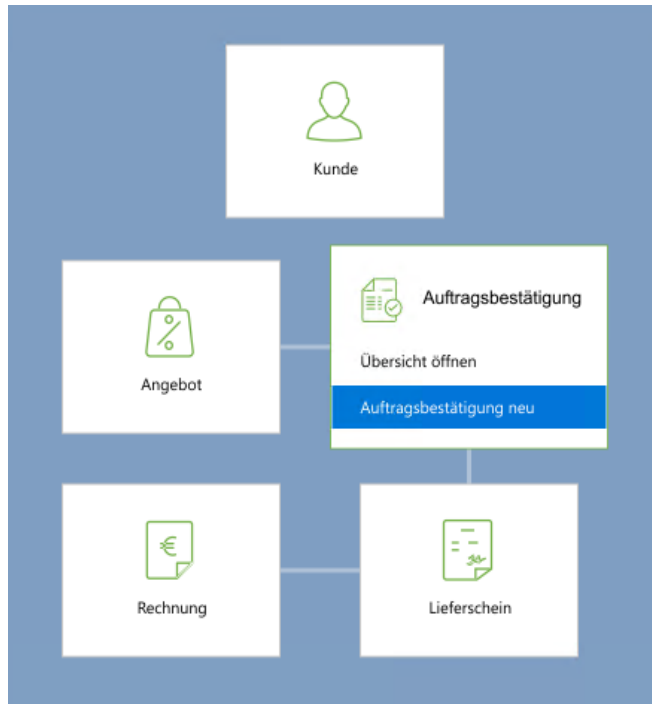 Kunde
Angebot
Auftragsbestätigung
Übersicht öffnen
Auftragsbestätigung neu
€
Rechnung
Lieferschein